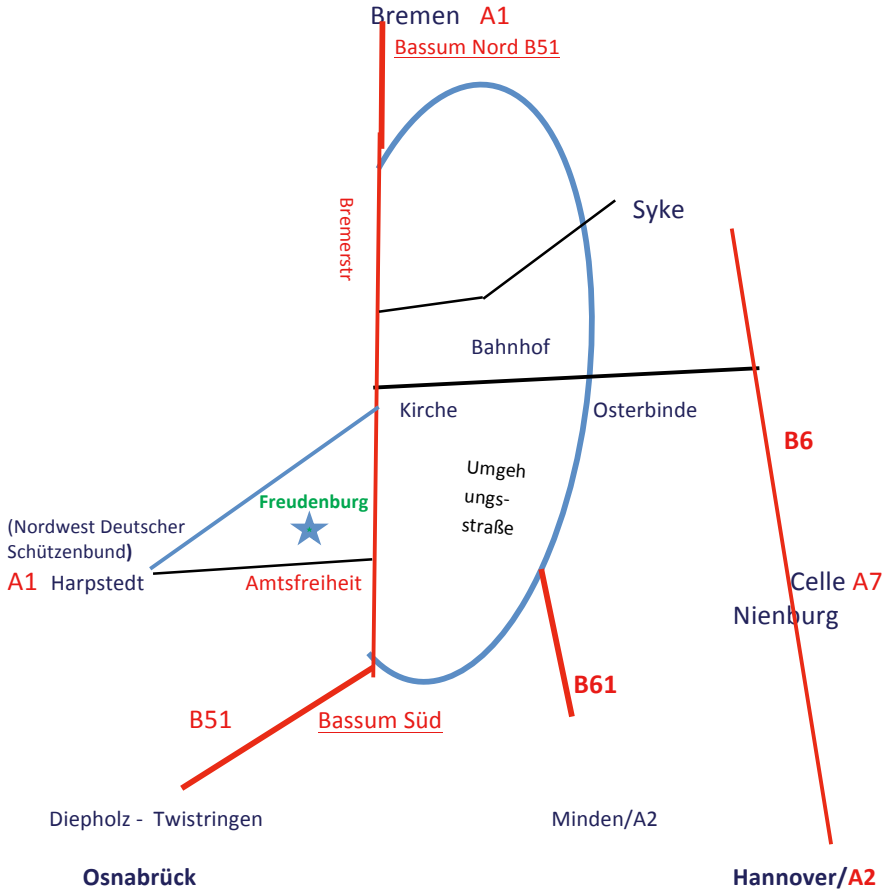 Bremen A1
Bassum Nord B51
Bremerstr
Syke
Bahnhof
Kirche
Osterbinde
B6
Umgeh
ungs-
straße
Freudenburg
(Nordwest Deutscher
Schützenbund)
A1 Harpstedt
Amtsfreiheit
Celle A7
Nienburg
B61
B51
Bassum Süd
Diepholz - Twistringen
Minden/A2
Osnabrück
Hannover/A2